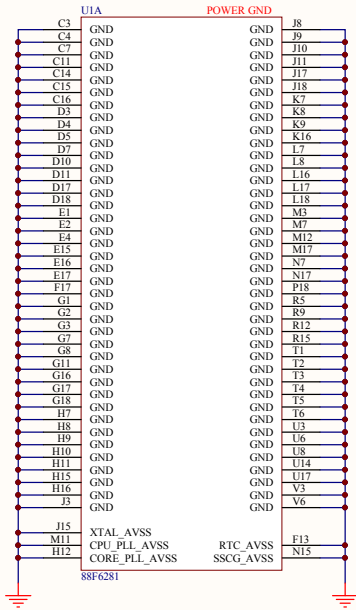 U1A POWER GND
C3 GND GND J8
C4 GND GND J9
C7 GND GND J10
C11 GND GND J11
C14 GND GND J17
C15 GND GND J18
C16 GND GND K7
D3 GND GND K8
D4 GND GND K9
D5 GND GND K16
D7 GND GND L7
D10 GND GND L8
D11 GND GND L16
D17 GND GND L17
D18 GND GND L18
E1 GND GND M3
E2 GND GND M7
E4 GND GND M12
E15 GND GND M17
E16 GND GND N7
E17 GND GND N17
F17 GND GND P18
G1 GND GND R5
G2 GND GND R9
G3 GND GND R12
G7 GND GND R15
G8 GND GND T1
G11 GND GND T2
G16 GND GND T3
G17 GND GND T4
G18 GND GND T5
H7 GND GND T6
H8 GND GND U3
H9 GND GND U6
H10 GND GND U8
H11 GND GND U14
H15 GND GND U17
H16 GND GND V3
J3 GND GND V6
J15 XTAL_AVSS
M11 CPU_PLL_AVSS RTC_AVSS F13
H12 CORE_PLL_AVSS SSCG_AVSS N15
88F6281